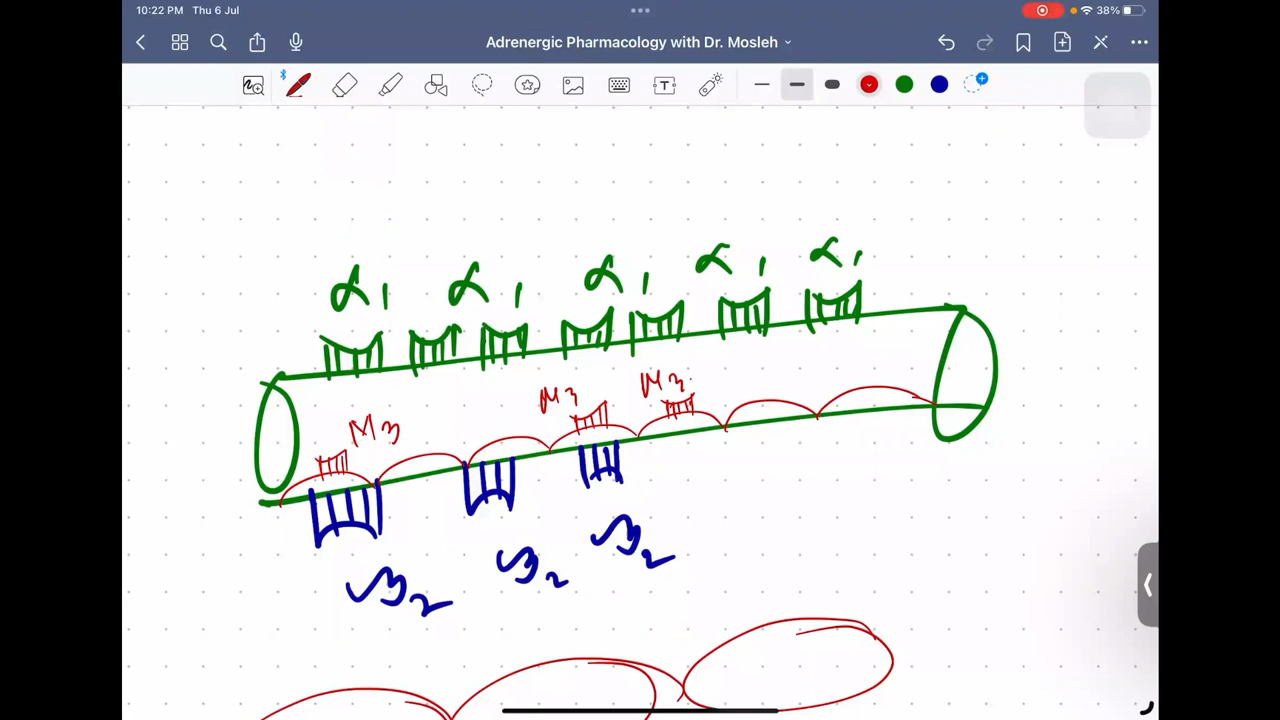 10:22 PM Thu 6 Jul
38%
Adrenergic Pharmacology with Dr. Mosleh
T
α1 α1 α1 α1 α1
M3 M3 M3
β2 β2 β2